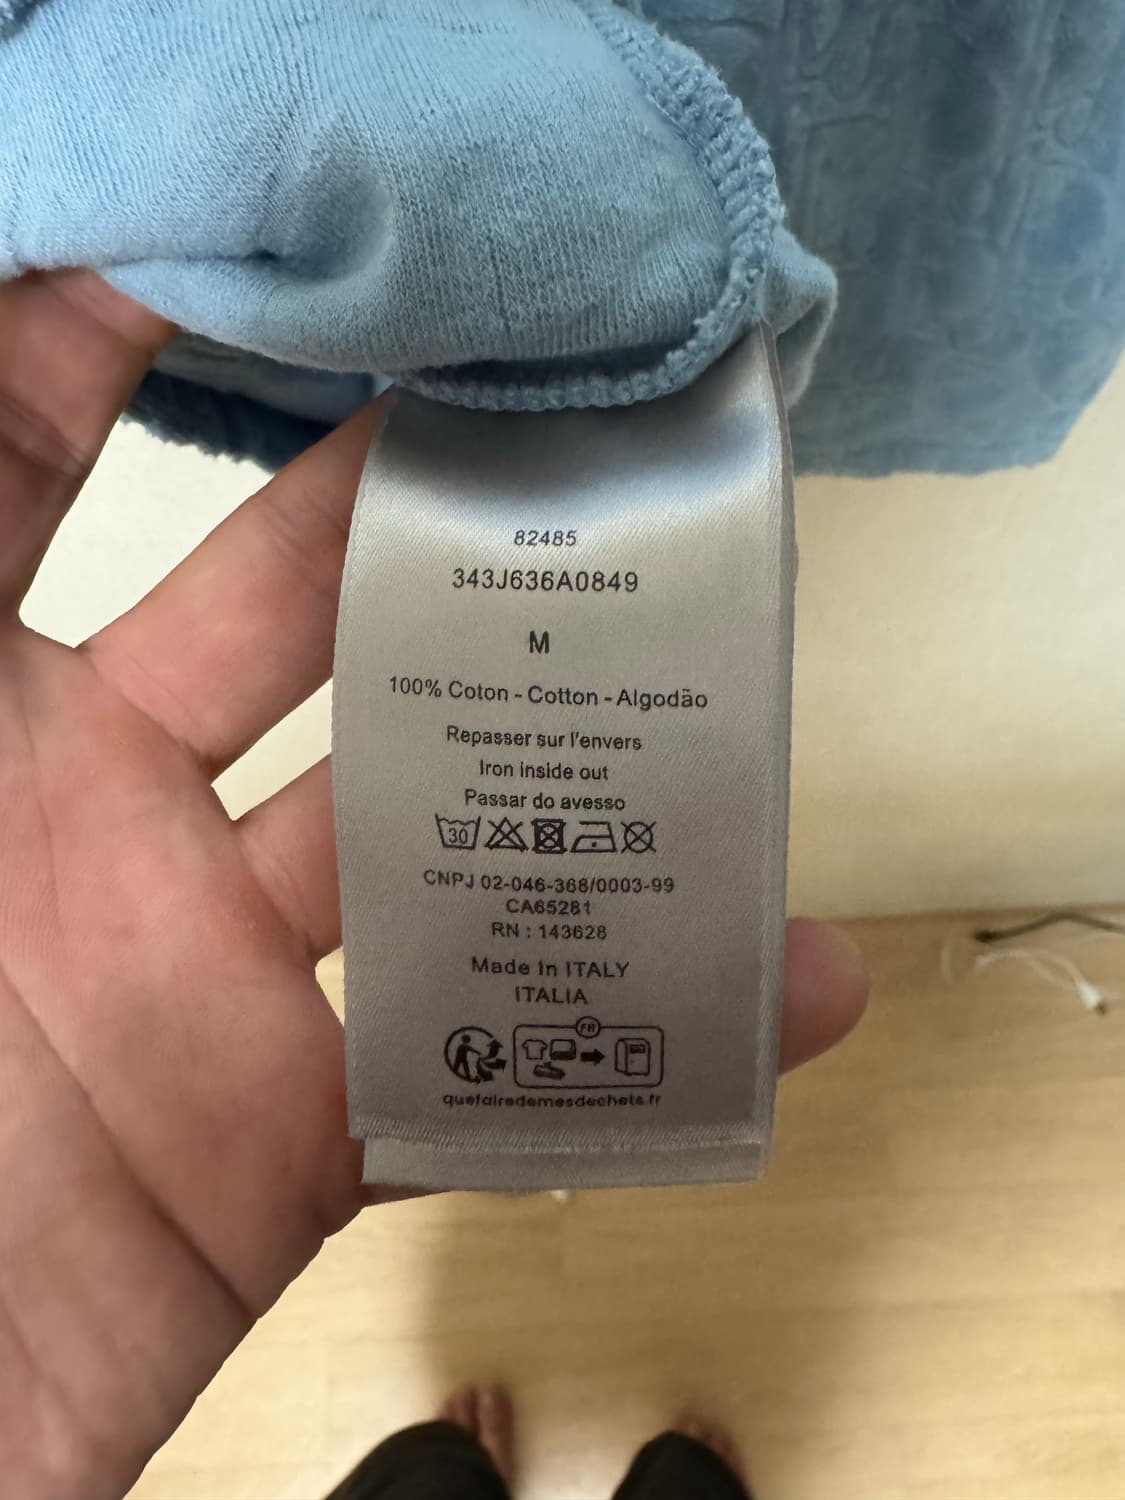 82485
343J636A0849
M
100% Coton - Cotton - Algodão
Repasser sur l'envers
Iron inside out
Passar do avesso
30
CNPJ 02-046-368/0003-99
CA65281
RN : 143628
Made In ITALY
ITALIA
FR
quefairedemesdechets.fr